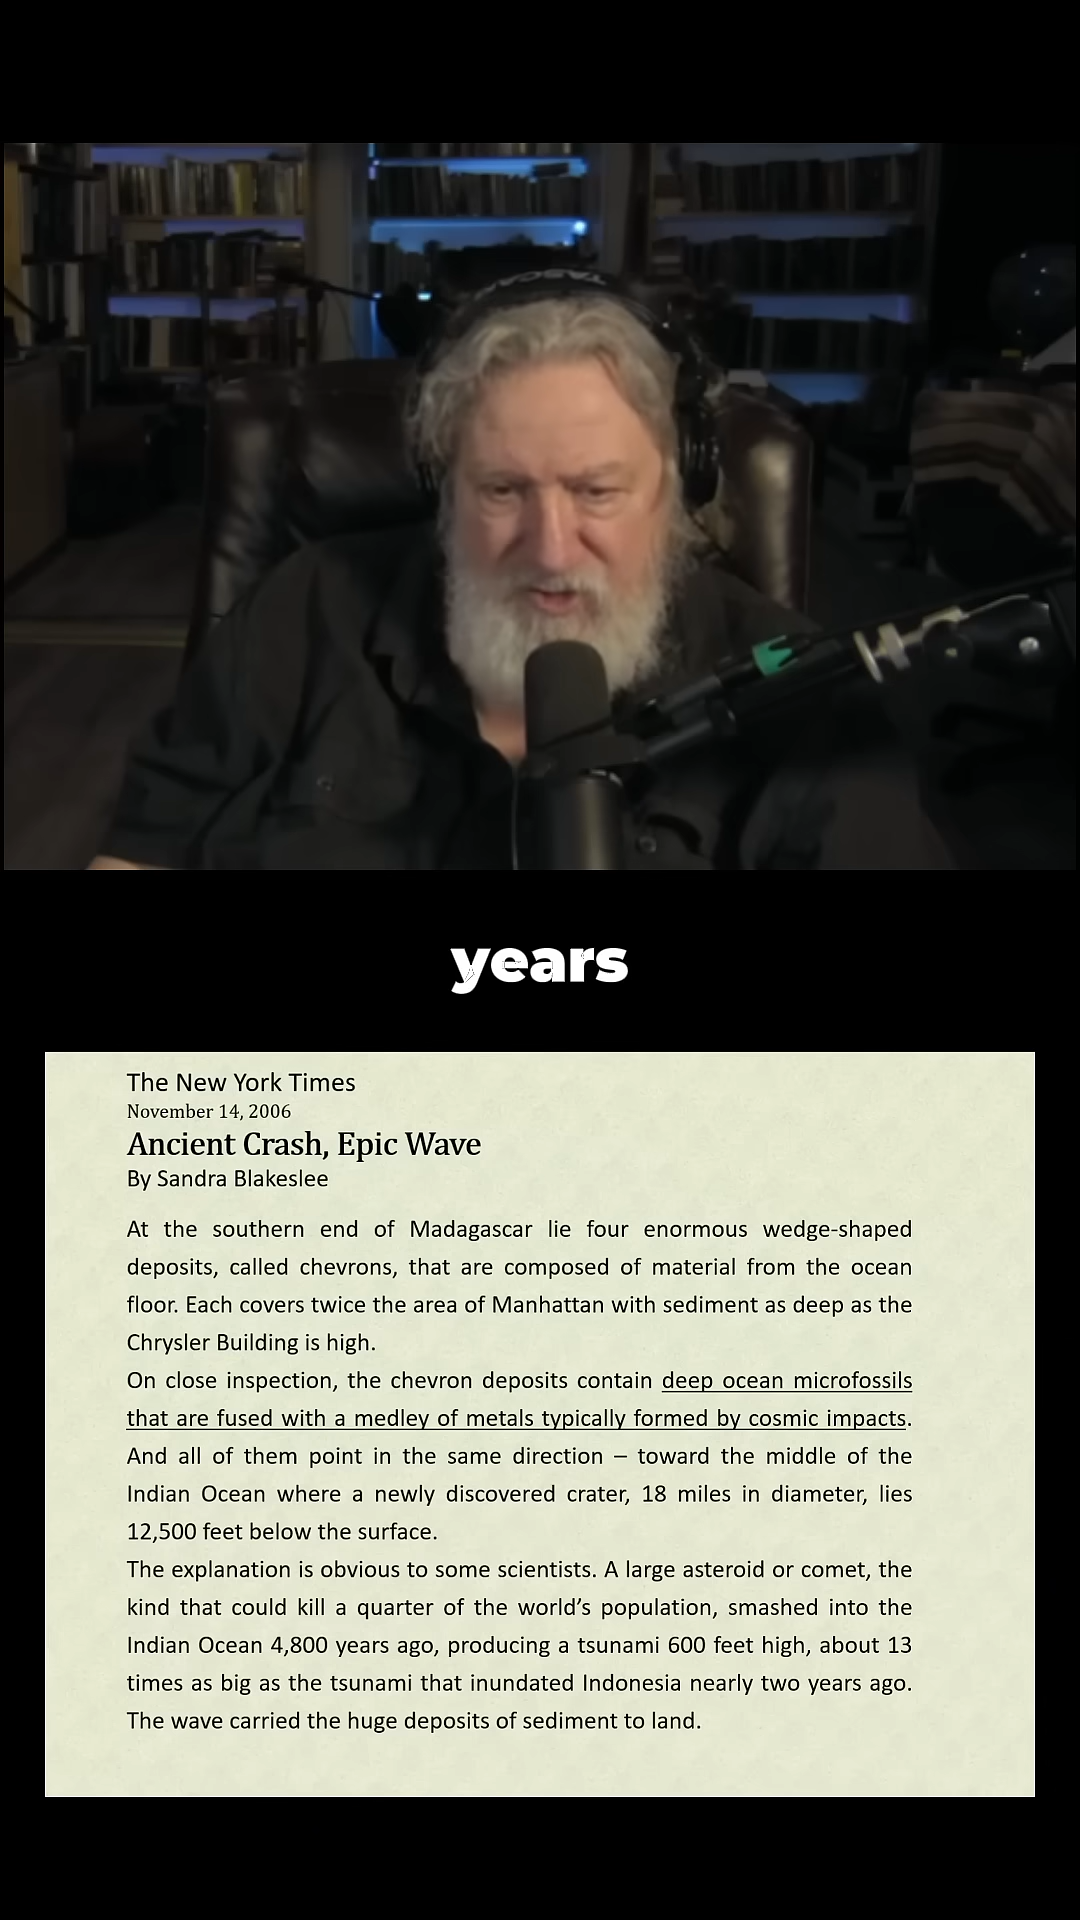 TASCAM
years
The New York Times
November 14, 2006
Ancient Crash, Epic Wave
By Sandra Blakeslee
At the southern end of Madagascar lie four enormous wedge-shaped
deposits, called chevrons, that are composed of material from the ocean
floor. Each covers twice the area of Manhattan with sediment as deep as the
Chrysler Building is high.
On close inspection, the chevron deposits contain deep ocean microfossils
that are fused with a medley of metals typically formed by cosmic impacts.
And all of them point in the same direction – toward the middle of the
Indian Ocean where a newly discovered crater, 18 miles in diameter, lies
12,500 feet below the surface.
The explanation is obvious to some scientists. A large asteroid or comet, the
kind that could kill a quarter of the world’s population, smashed into the
Indian Ocean 4,800 years ago, producing a tsunami 600 feet high, about 13
times as big as the tsunami that inundated Indonesia nearly two years ago.
The wave carried the huge deposits of sediment to land.